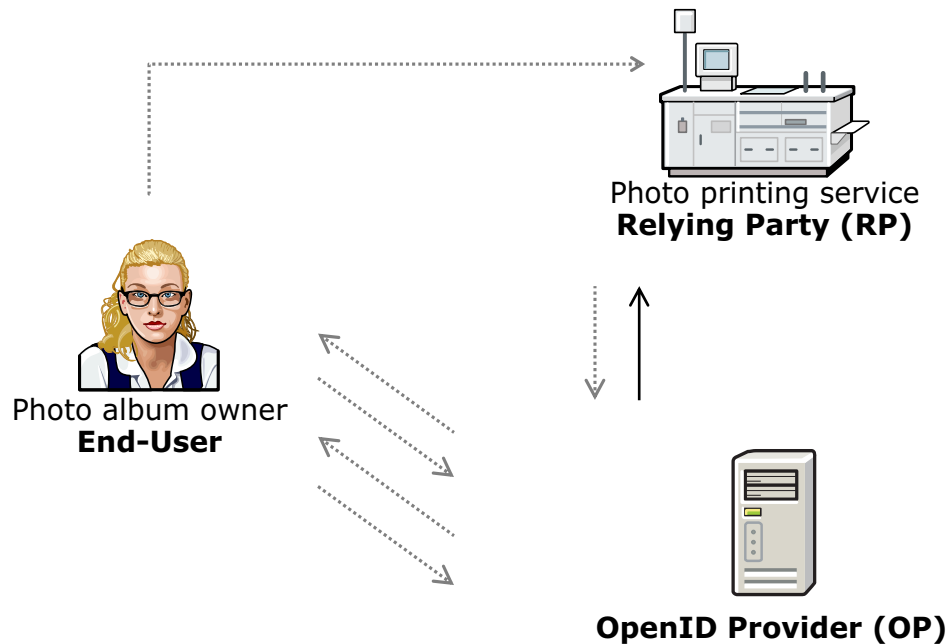 Photo printing service
Relying Party (RP)
Photo album owner
End-User
OpenID Provider (OP)